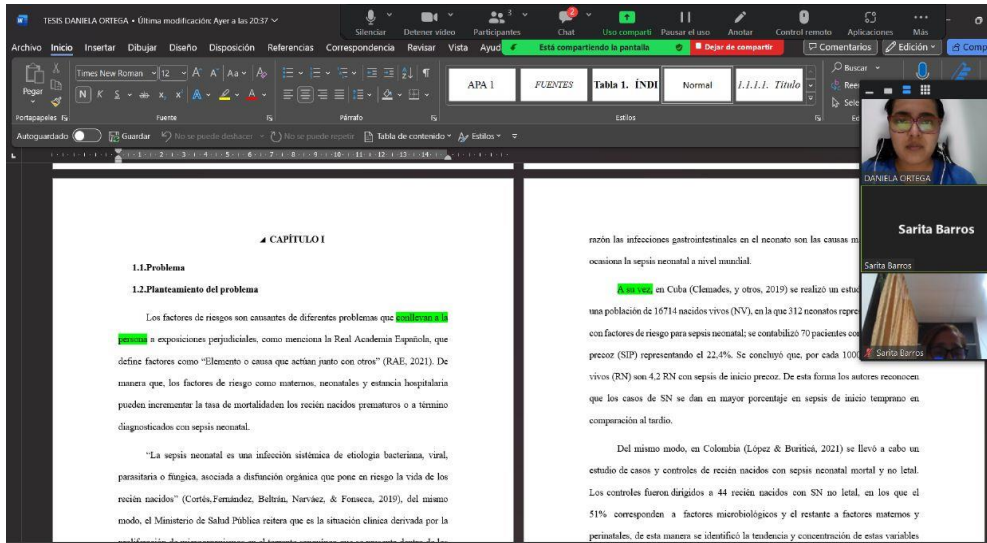 TESIS DANIELA ORTEGA • Última modificación: Ayer a las 20:37
3
2
Silenciar Detener video Participantes Chat Uso comparti Pausar el uso Anotar Control remoto Aplicaciones Más
Archivo Inicio Insertar Dibujar Diseño Disposición Referencias Correspondencia Revisar Vista Ayud
Está compartiendo la pantalla Dejar de compartir
Comentarios Edición Comp
Pegar
Times New Roman 12
APA 1 FUENTES Tabla 1. ÍNDI Normal 1.1.1.1. Título
Buscar
Ree
Sele
Portapapeles Fuente Párrafo Estilos Ed
Autoguardado Guardar No se puede deshacer No se puede repetir Tabla de contenido Estilos
CAPÍTULO I
1.1.Problema
1.2.Planteamiento del problema
Los factores de riesgos son causantes de diferentes problemas que conllevan a la
persona a exposiciones perjudiciales, como menciona la Real Academia Española, que
define factores como “Elemento o causa que actúan junto con otros” (RAE, 2021). De
manera que, los factores de riesgo como maternos, neonatales y estancia hospitalaria
pueden incrementar la tasa de mortalidaden los recién nacidos prematuros o a término
diagnosticados con sepsis neonatal.
“La sepsis neonatal es una infección sistémica de etiología bacteriana, viral,
parasitaria o fúngica, asociada a disfunción orgánica que pone en riesgo la vida de los
recién nacidos” (Cortés,Fernández, Beltrán, Narváez, & Fonseca, 2019), del mismo
modo, el Ministerio de Salud Pública reitera que es la situación clínica derivada por la
razón las infecciones gastrointestinales en el neonato son las causas m
ocasiona la sepsis neonatal a nivel mundial.
A su vez, en Cuba (Clemades, y otros, 2019) se realizó un estud
una población de 16714 nacidos vivos (NV), en la que 312 neonatos repre
con factores de riesgo para sepsis neonatal; se contabilizó 70 pacientes con
precoz (SIP) representando el 22,4%. Se concluyó que, por cada 1000
vivos (RN) son 4,2 RN con sepsis de inicio precoz. De esta forma los autores reconocen
que los casos de SN se dan en mayor porcentaje en sepsis de inicio temprano en
comparación al tardío.
Del mismo modo, en Colombia (López & Buriticá, 2021) se llevó a cabo un
estudio de casos y controles de recién nacidos con sepsis neonatal mortal y no letal.
Los controles fueron dirigidos a 44 recién nacidos con SN no letal, en los que el
51% corresponden a factores microbiológicos y el restante a factores maternos y
perinatales, de esta manera se identificó la tendencia y concentración de estas variables
DANIELA ORTEGA
Sarita Barros
Sarita Barros
Sarita Barros